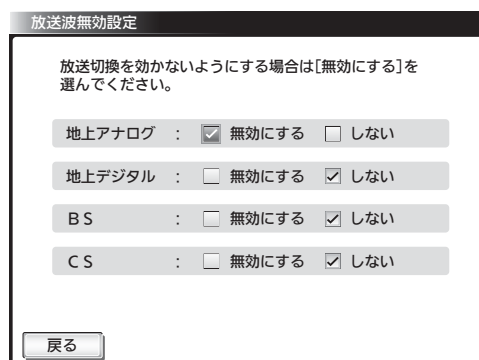 放送波無効設定
放送切換を効かないようにする場合は[無効にする]を
選んでください。
地上アナログ : 無効にする しない
地上デジタル : 無効にする しない
BS : 無効にする しない
CS : 無効にする しない
戻る